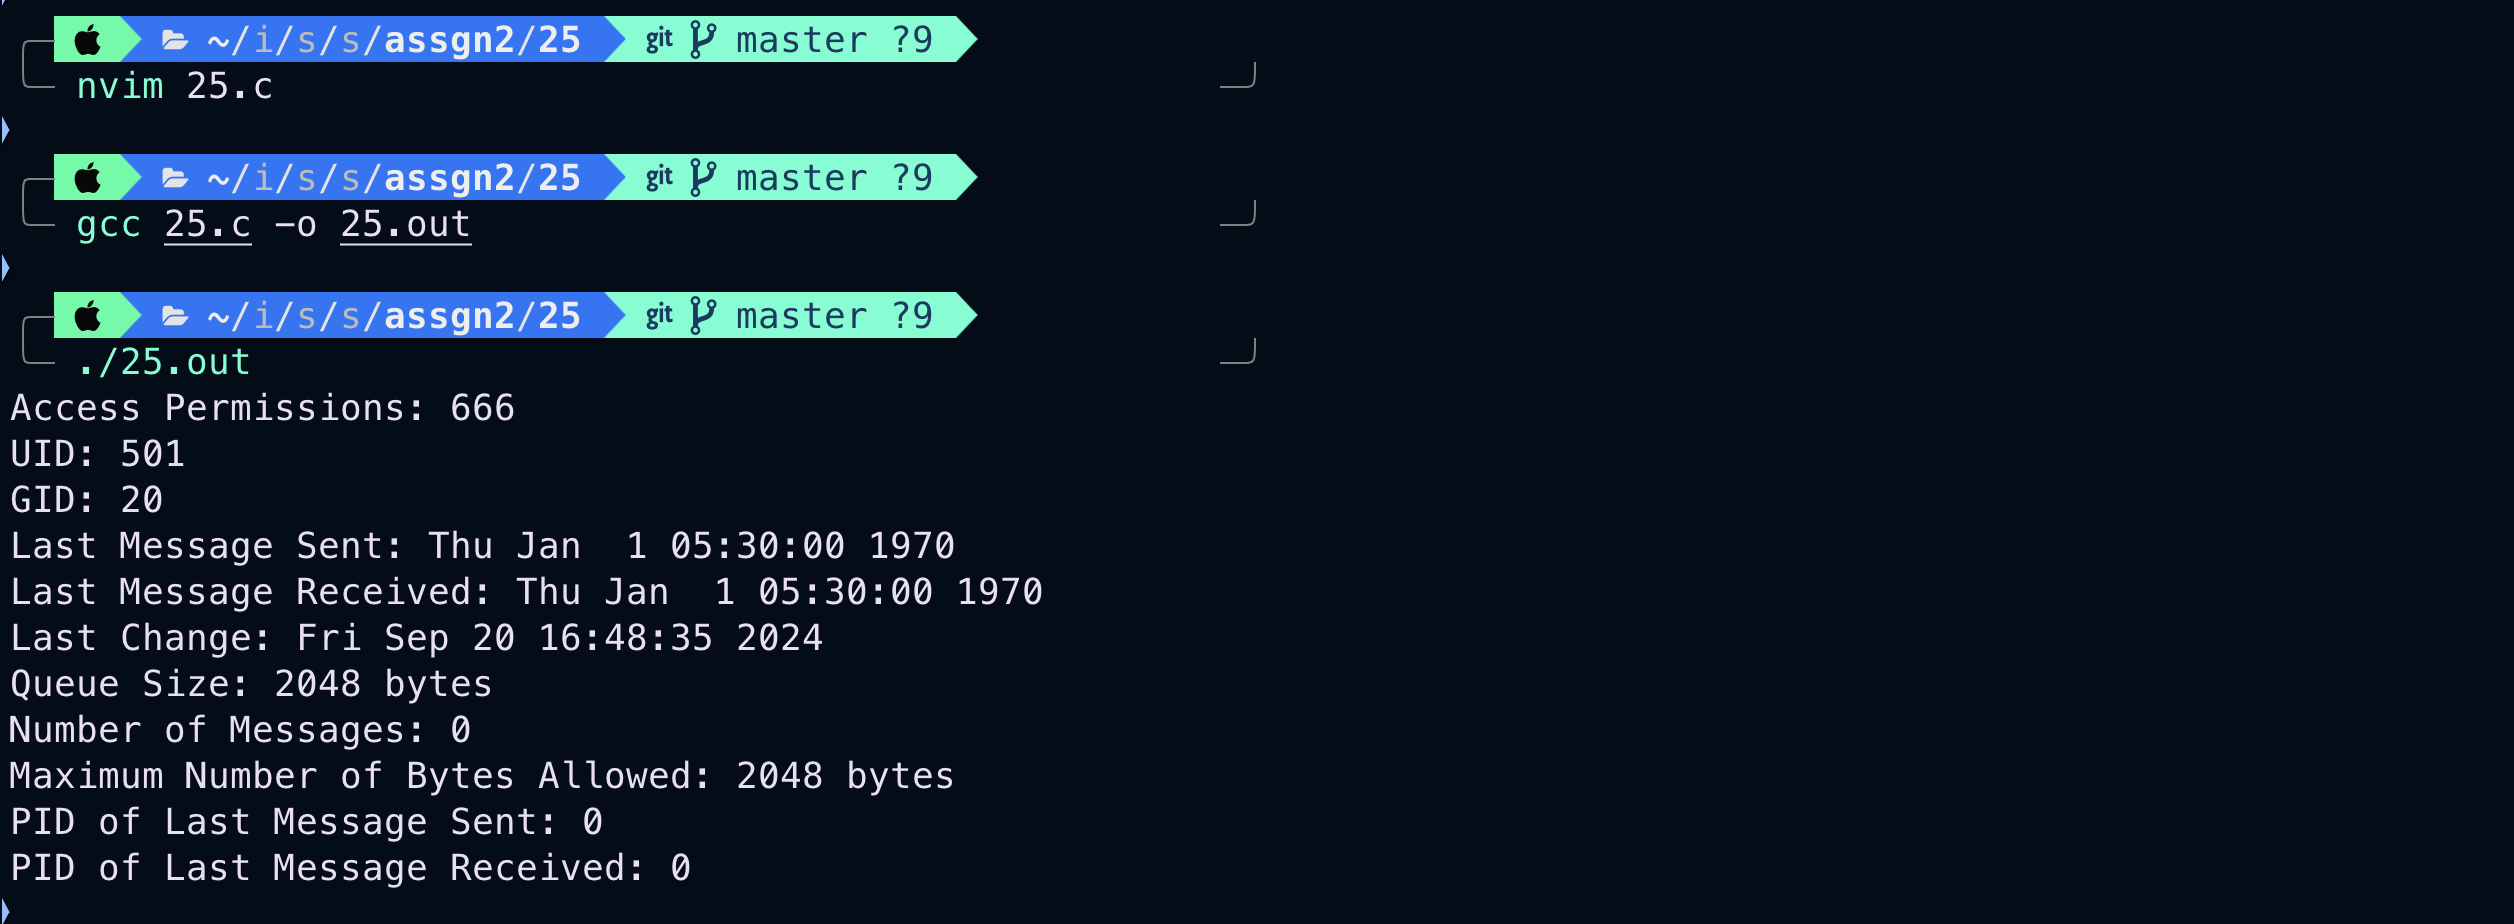 ~/i/s/s/assgn2/25 git master ?9
nvim 25.c
~/i/s/s/assgn2/25 git master ?9
gcc 25.c -o 25.out
~/i/s/s/assgn2/25 git master ?9
./25.out
Access Permissions: 666
UID: 501
GID: 20
Last Message Sent: Thu Jan  1 05:30:00 1970
Last Message Received: Thu Jan  1 05:30:00 1970
Last Change: Fri Sep 20 16:48:35 2024
Queue Size: 2048 bytes
Number of Messages: 0
Maximum Number of Bytes Allowed: 2048 bytes
PID of Last Message Sent: 0
PID of Last Message Received: 0